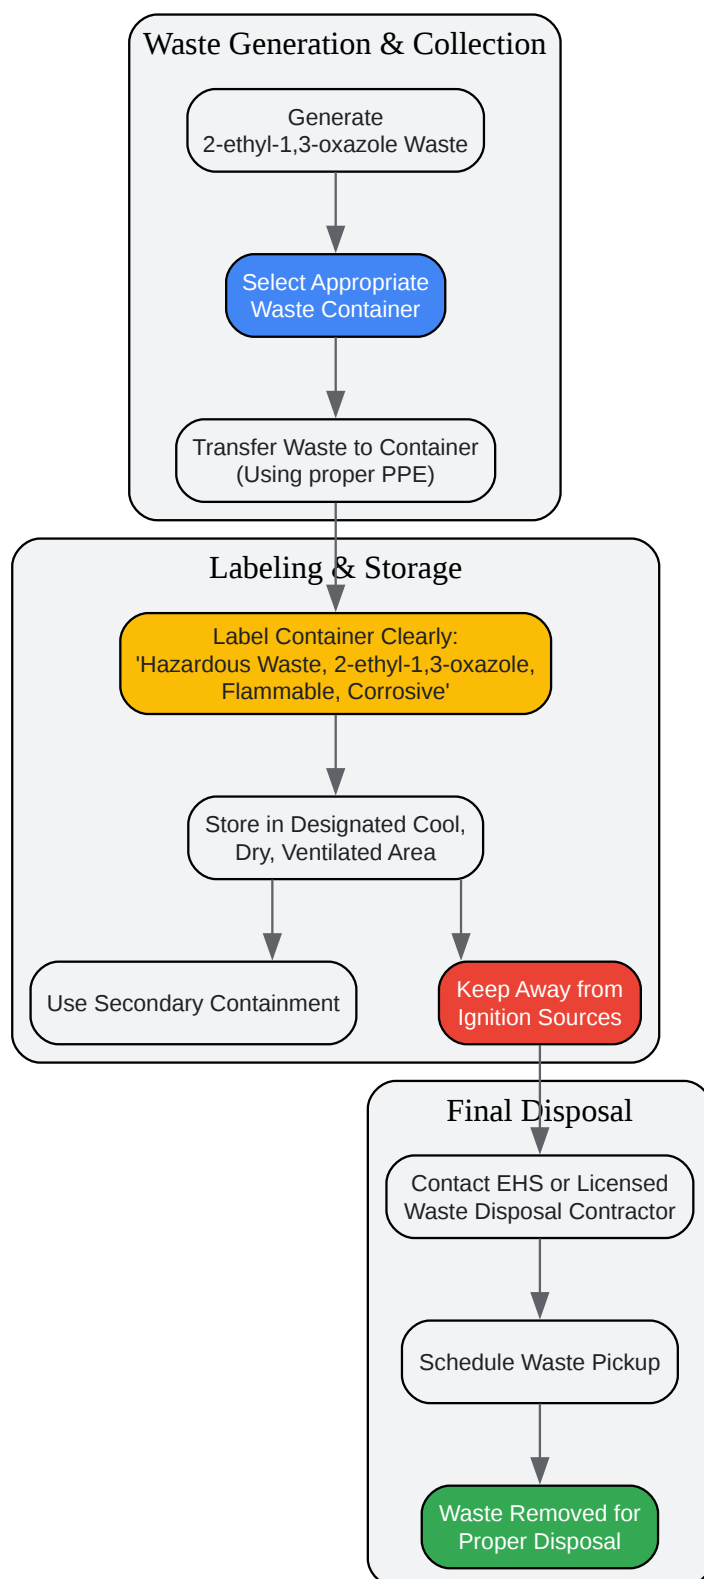 Waste Generation & Collection
Generate
2-ethyl-1,3-oxazole Waste
Select Appropriate
Waste Container
Transfer Waste to Container
(Using proper PPE)
Labeling & Storage
Label Container Clearly:
'Hazardous Waste, 2-ethyl-1,3-oxazole,
Flammable, Corrosive'
Store in Designated Cool,
Dry, Ventilated Area
Use Secondary Containment
Keep Away from
Ignition Sources
Final Disposal
Contact EHS or Licensed
Waste Disposal Contractor
Schedule Waste Pickup
Waste Removed for
Proper Disposal